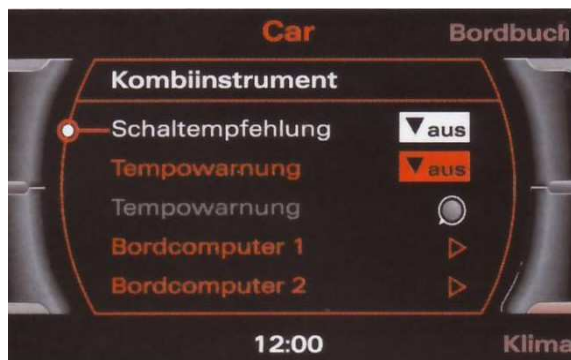 Car Bordbuch
Kombiinstrument
Schaltempfehlung aus
Tempowarnung aus
Tempowarnung
Bordcomputer 1
Bordcomputer 2
12:00 Klima